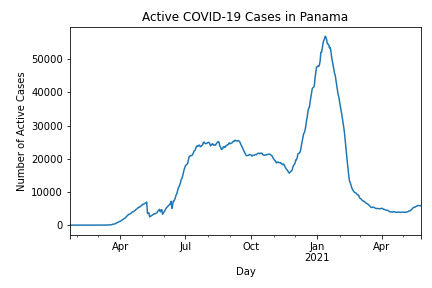 Active COVID-19 Cases in Panama
Number of Active Cases
50000
40000
30000
20000
10000
0
Apr
Jul
Oct
Jan
2021
Apr
Day